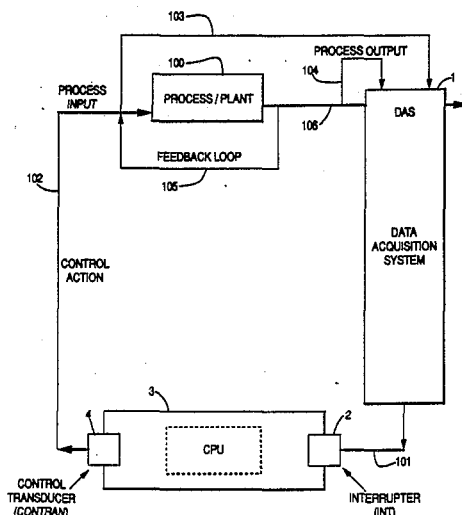 103
PROCESS OUTPUT
100
104
1
PROCESS
INPUT
PROCESS / PLANT
DAS
106
FEEDBACK LOOP
105
102
DATA
ACQUISITION
SYSTEM
CONTROL
ACTION
3
4
2
CPU
101
CONTROL
TRANSDUCER
(CONTRAN)
INTERRUPTER
(INT)